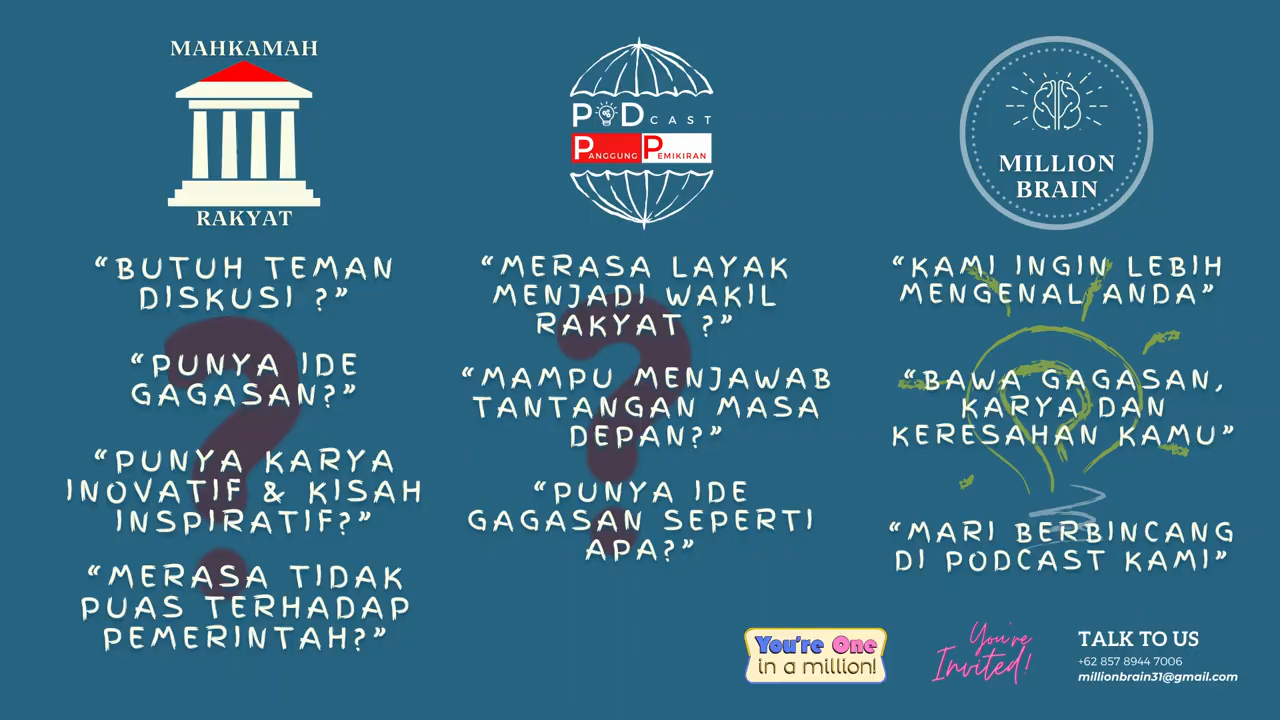 MAHKAMAH
RAKYAT
“BUTUH TEMAN
DISKUSI ?”
“PUNYA IDE
GAGASAN?”
“PUNYA KARYA
INOVATIF & KISAH
INSPIRATIF?”
“MERASA TIDAK
PUAS TERHADAP
PEMERINTAH?”
PODCAST
PANGGUNG PEMIKIRAN
“MERASA LAYAK
MENJADI WAKIL
RAKYAT ?”
“MAMPU MENJAWAB
TANTANGAN MASA
DEPAN?”
“PUNYA IDE
GAGASAN SEPERTI
APA?”
MILLION
BRAIN
“KAMI INGIN LEBIH
MENGENAL ANDA”
“BAWA GAGASAN,
KARYA DAN
KERESAHAN KAMU”
“MARI BERBINCANG
DI PODCAST KAMI”
You're One
in a million!
You're
Invited!
TALK TO US
+62 857 8944 7006
millionbrain31@gmail.com